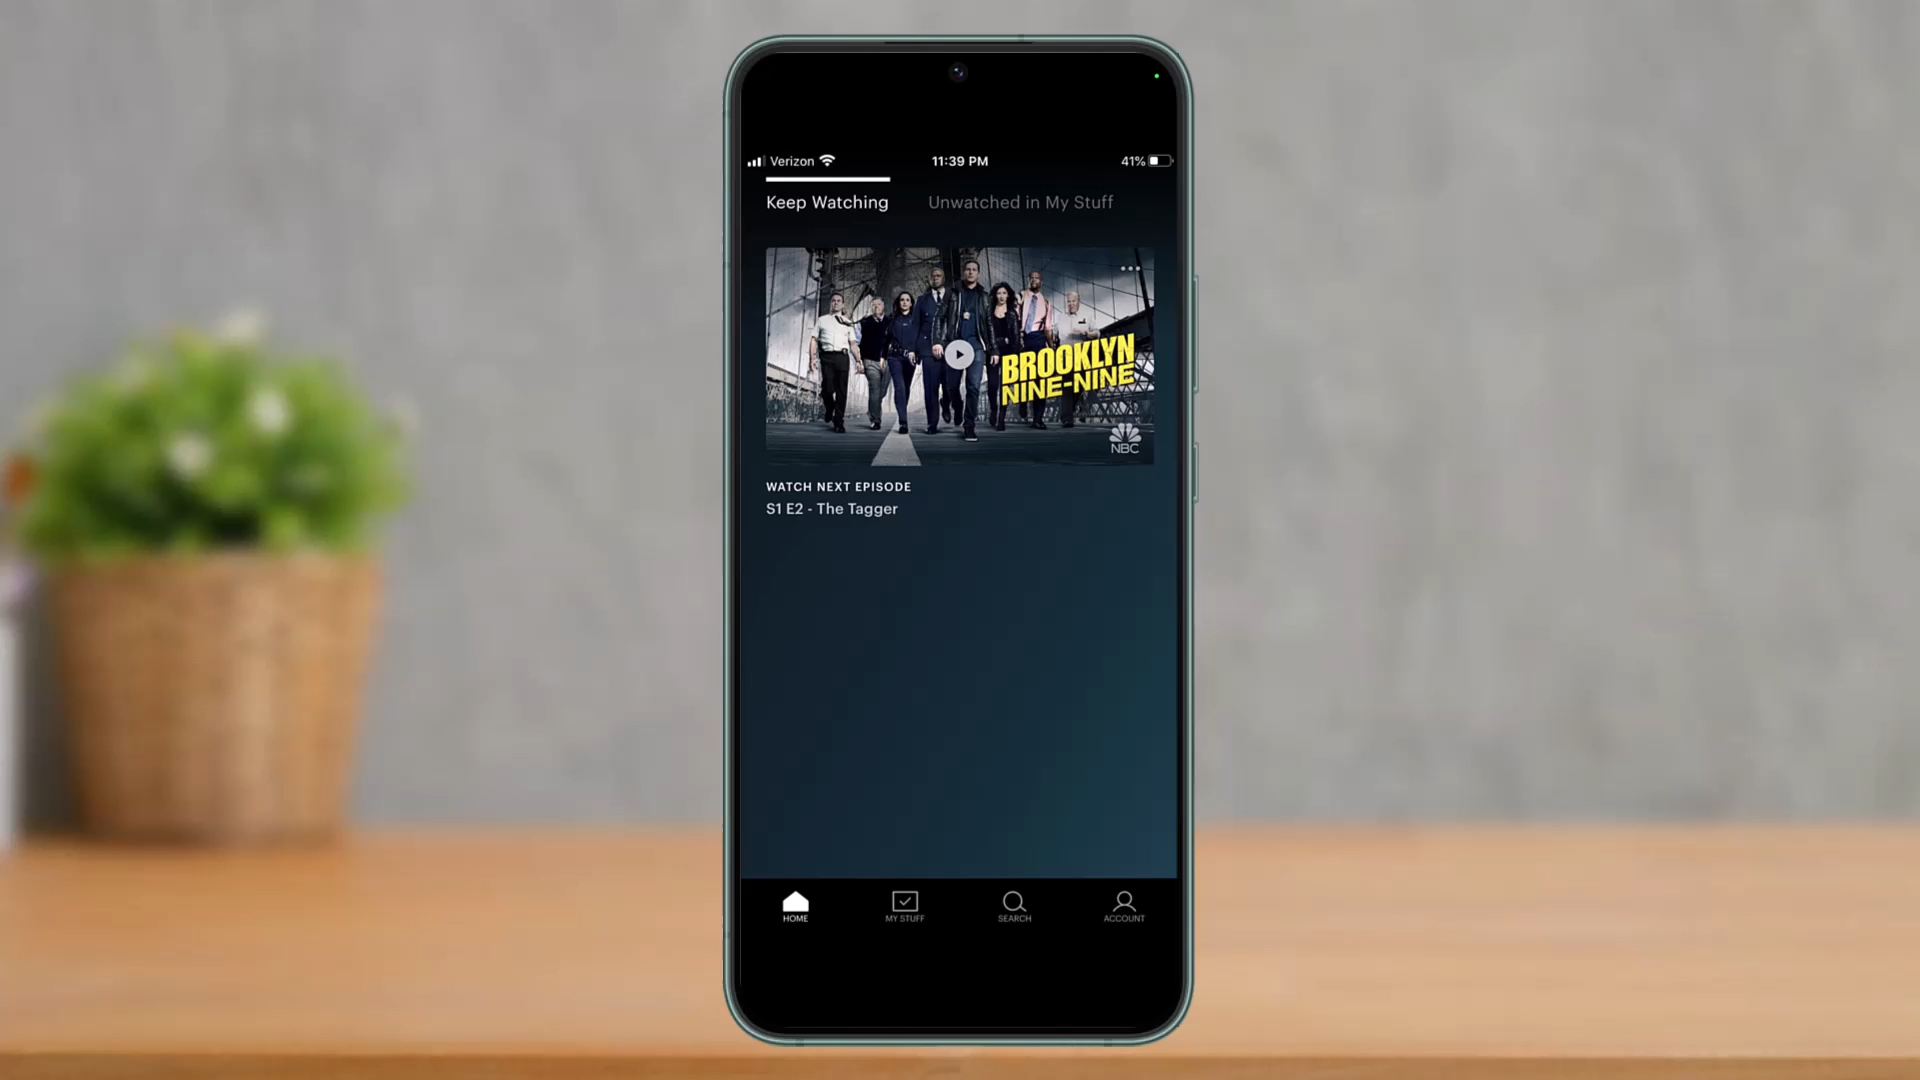 Verizon 11:39 PM 41%
Keep Watching Unwatched in My Stuff
BROOKLYN
NINE-NINE
NBC
WATCH NEXT EPISODE
S1 E2 - The Tagger
HOME MY STUFF SEARCH ACCOUNT